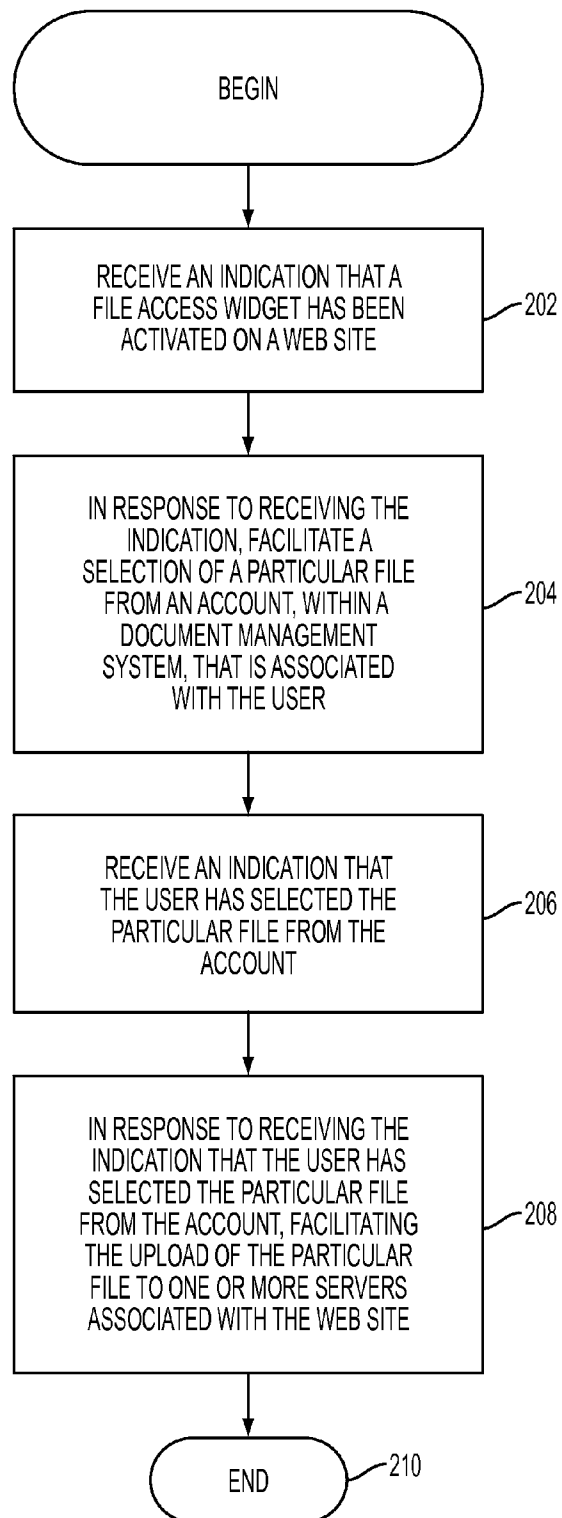 BEGIN
RECEIVE AN INDICATION THAT A
FILE ACCESS WIDGET HAS BEEN
ACTIVATED ON A WEB SITE
202
IN RESPONSE TO RECEIVING THE
INDICATION, FACILITATE A
SELECTION OF A PARTICULAR FILE
FROM AN ACCOUNT, WITHIN A
DOCUMENT MANAGEMENT
SYSTEM, THAT IS ASSOCIATED
WITH THE USER
204
RECEIVE AN INDICATION THAT
THE USER HAS SELECTED THE
PARTICULAR FILE FROM THE
ACCOUNT
206
IN RESPONSE TO RECEIVING THE
INDICATION THAT THE USER HAS
SELECTED THE PARTICULAR FILE
FROM THE ACCOUNT, FACILITATING
THE UPLOAD OF THE PARTICULAR
FILE TO ONE OR MORE SERVERS
ASSOCIATED WITH THE WEB SITE
208
END
210